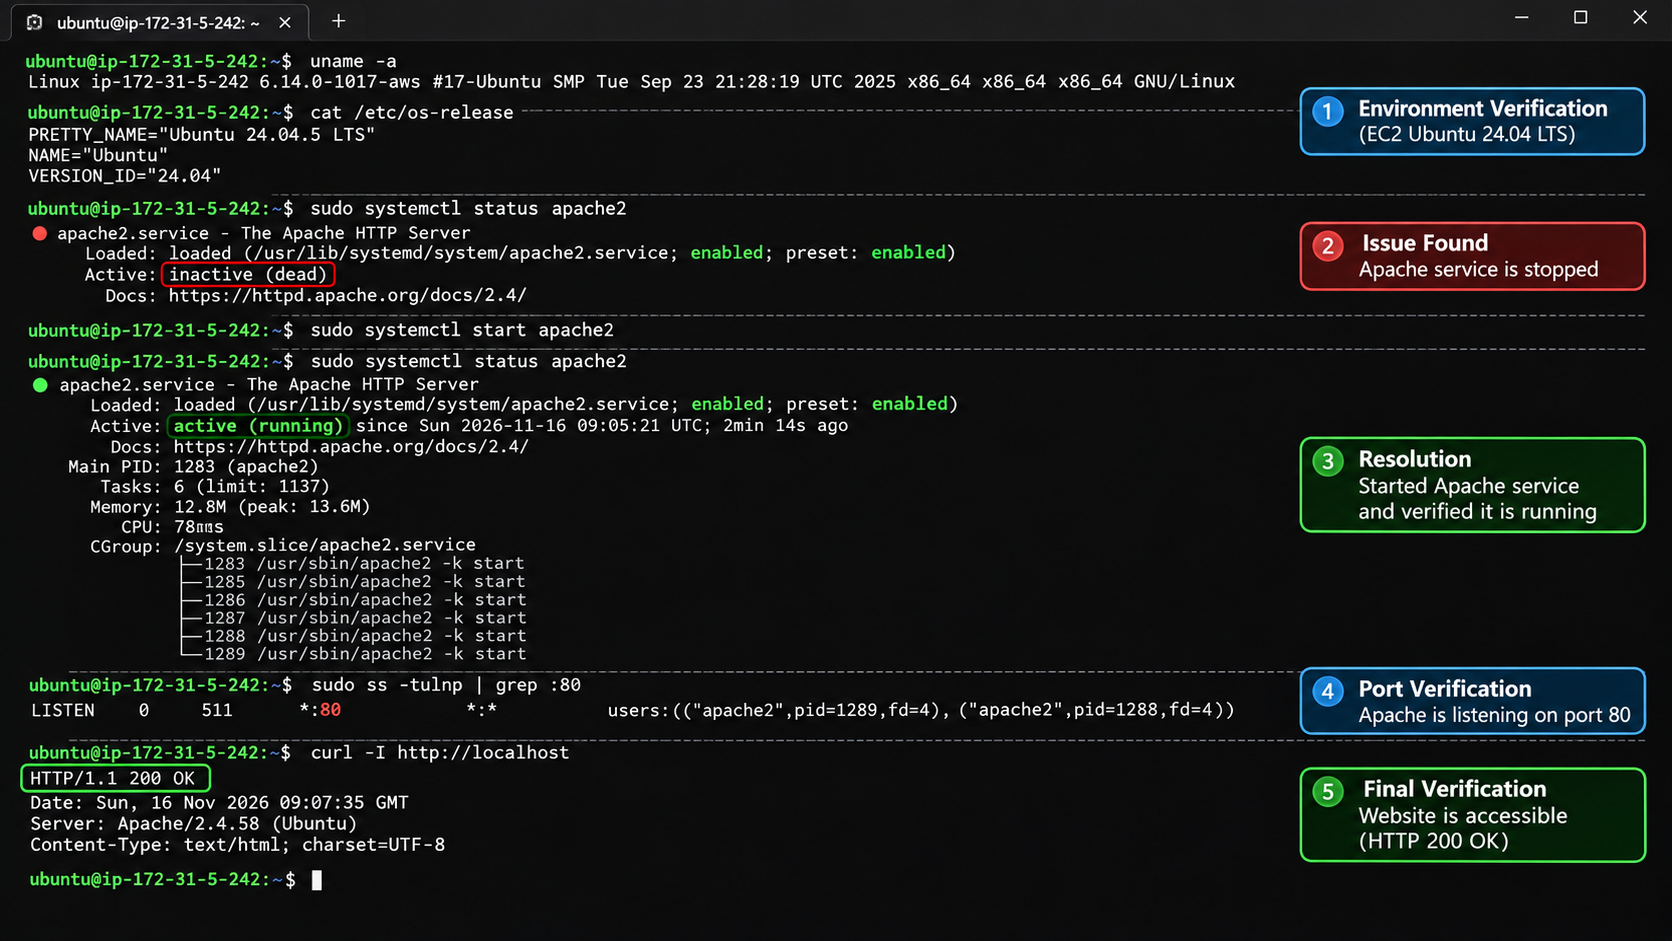 ubuntu@ip-172-31-5-242: ~
ubuntu@ip-172-31-5-242:~$ uname -a
Linux ip-172-31-5-242 6.14.0-1017-aws #17-Ubuntu SMP Tue Sep 23 21:28:19 UTC 2025 x86_64 x86_64 x86_64 GNU/Linux
ubuntu@ip-172-31-5-242:~$ cat /etc/os-release
PRETTY_NAME="Ubuntu 24.04.5 LTS"
NAME="Ubuntu"
VERSION_ID="24.04"
1 Environment Verification
(EC2 Ubuntu 24.04 LTS)
ubuntu@ip-172-31-5-242:~$ sudo systemctl status apache2
apache2.service - The Apache HTTP Server
Loaded: loaded (/usr/lib/systemd/system/apache2.service; enabled; preset: enabled)
Active: inactive (dead)
Docs: https://httpd.apache.org/docs/2.4/
2 Issue Found
Apache service is stopped
ubuntu@ip-172-31-5-242:~$ sudo systemctl start apache2
ubuntu@ip-172-31-5-242:~$ sudo systemctl status apache2
apache2.service - The Apache HTTP Server
Loaded: loaded (/usr/lib/systemd/system/apache2.service; enabled; preset: enabled)
Active: active (running) since Sun 2026-11-16 09:05:21 UTC; 2min 14s ago
Docs: https://httpd.apache.org/docs/2.4/
Main PID: 1283 (apache2)
Tasks: 6 (limit: 1137)
Memory: 12.8M (peak: 13.6M)
CPU: 78ms
CGroup: /system.slice/apache2.service
├─1283 /usr/sbin/apache2 -k start
├─1285 /usr/sbin/apache2 -k start
├─1286 /usr/sbin/apache2 -k start
├─1287 /usr/sbin/apache2 -k start
├─1288 /usr/sbin/apache2 -k start
└─1289 /usr/sbin/apache2 -k start
3 Resolution
Started Apache service
and verified it is running
ubuntu@ip-172-31-5-242:~$ sudo ss -tulnp | grep :80
LISTEN 0 511 *:80 *:* users:(("apache2",pid=1289,fd=4),("apache2",pid=1288,fd=4))
4 Port Verification
Apache is listening on port 80
ubuntu@ip-172-31-5-242:~$ curl -I http://localhost
HTTP/1.1 200 OK
Date: Sun, 16 Nov 2026 09:07:35 GMT
Server: Apache/2.4.58 (Ubuntu)
Content-Type: text/html; charset=UTF-8
5 Final Verification
Website is accessible
(HTTP 200 OK)
ubuntu@ip-172-31-5-242:~$